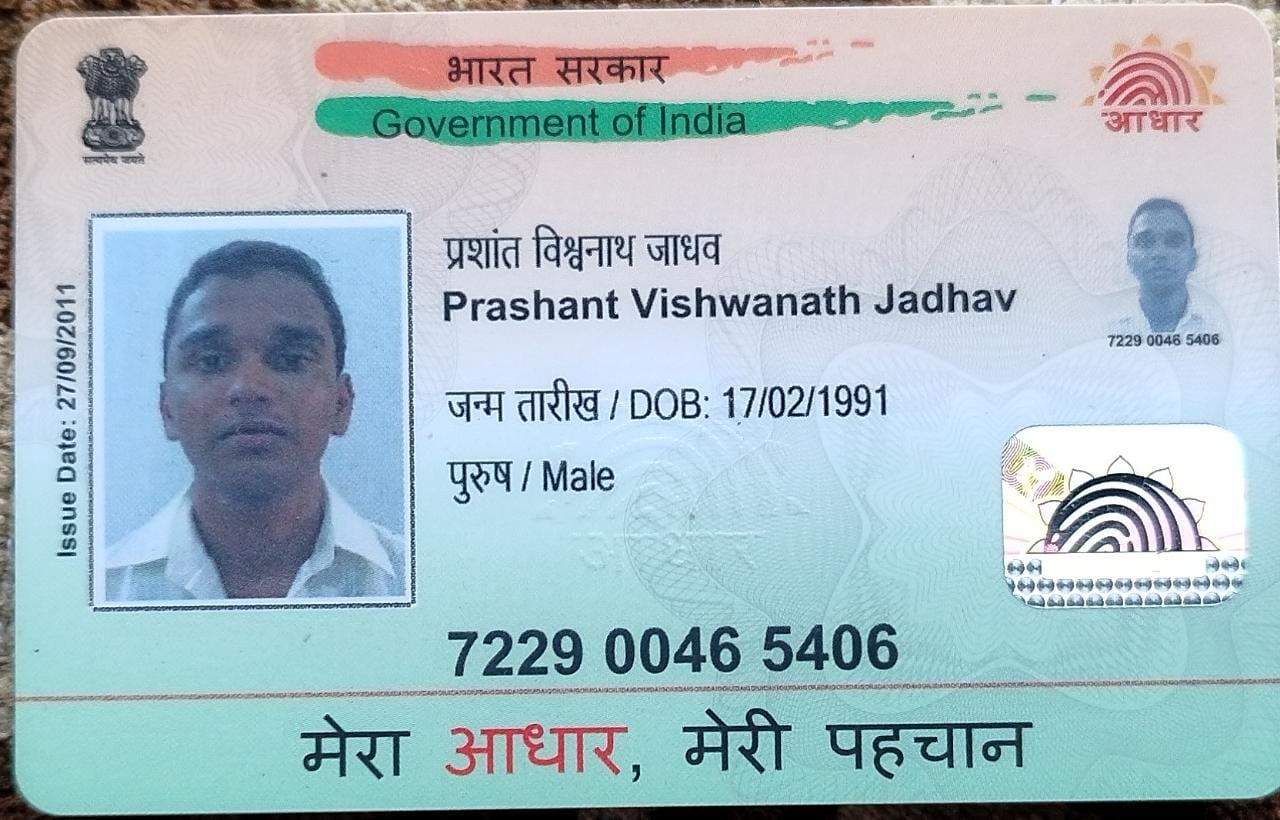 भारत सरकार
Government of India
सत्यमेव जयते
आधार
Issue Date: 27/09/2011
प्रशांत विश्वनाथ जाधव
Prashant Vishwanath Jadhav
जन्म तारीख / DOB: 17/02/1991
पुरुष / Male
7229 0046 5406
7229 0046 5406
मेरा आधार, मेरी पहचान